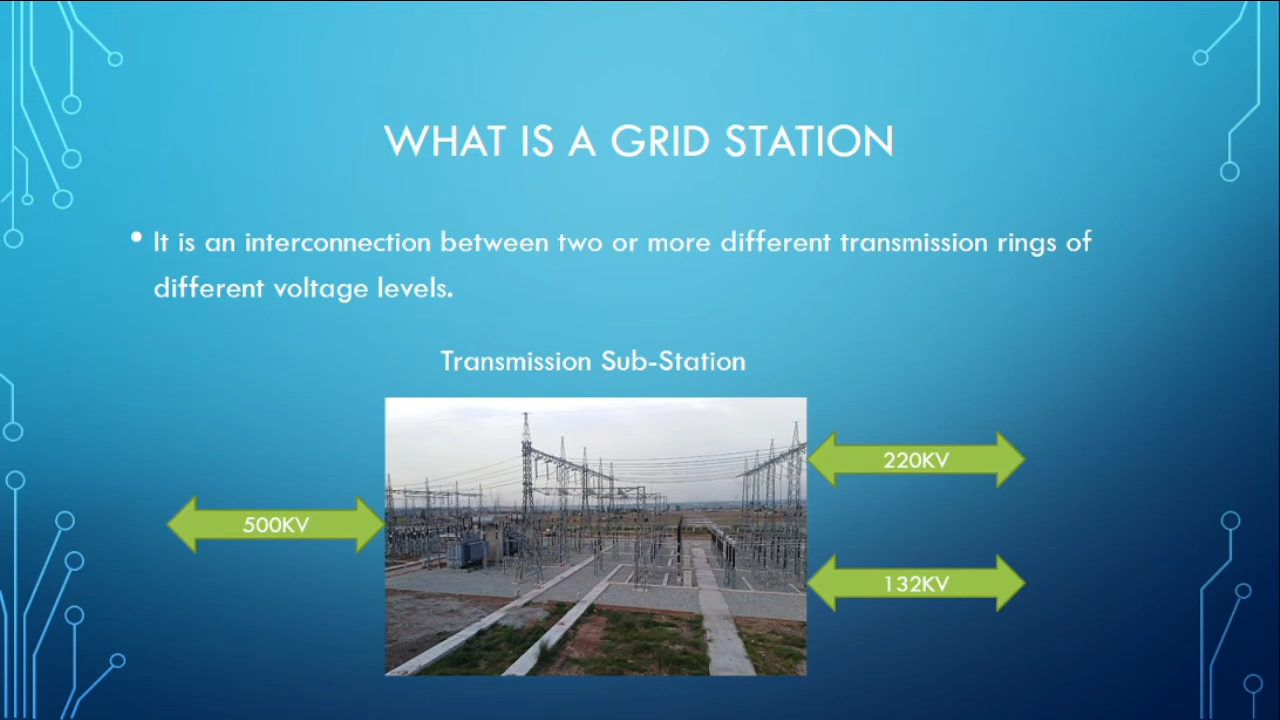 WHAT IS A GRID STATION
• It is an interconnection between two or more different transmission rings of
different voltage levels.
Transmission Sub-Station
220KV
500KV
132KV